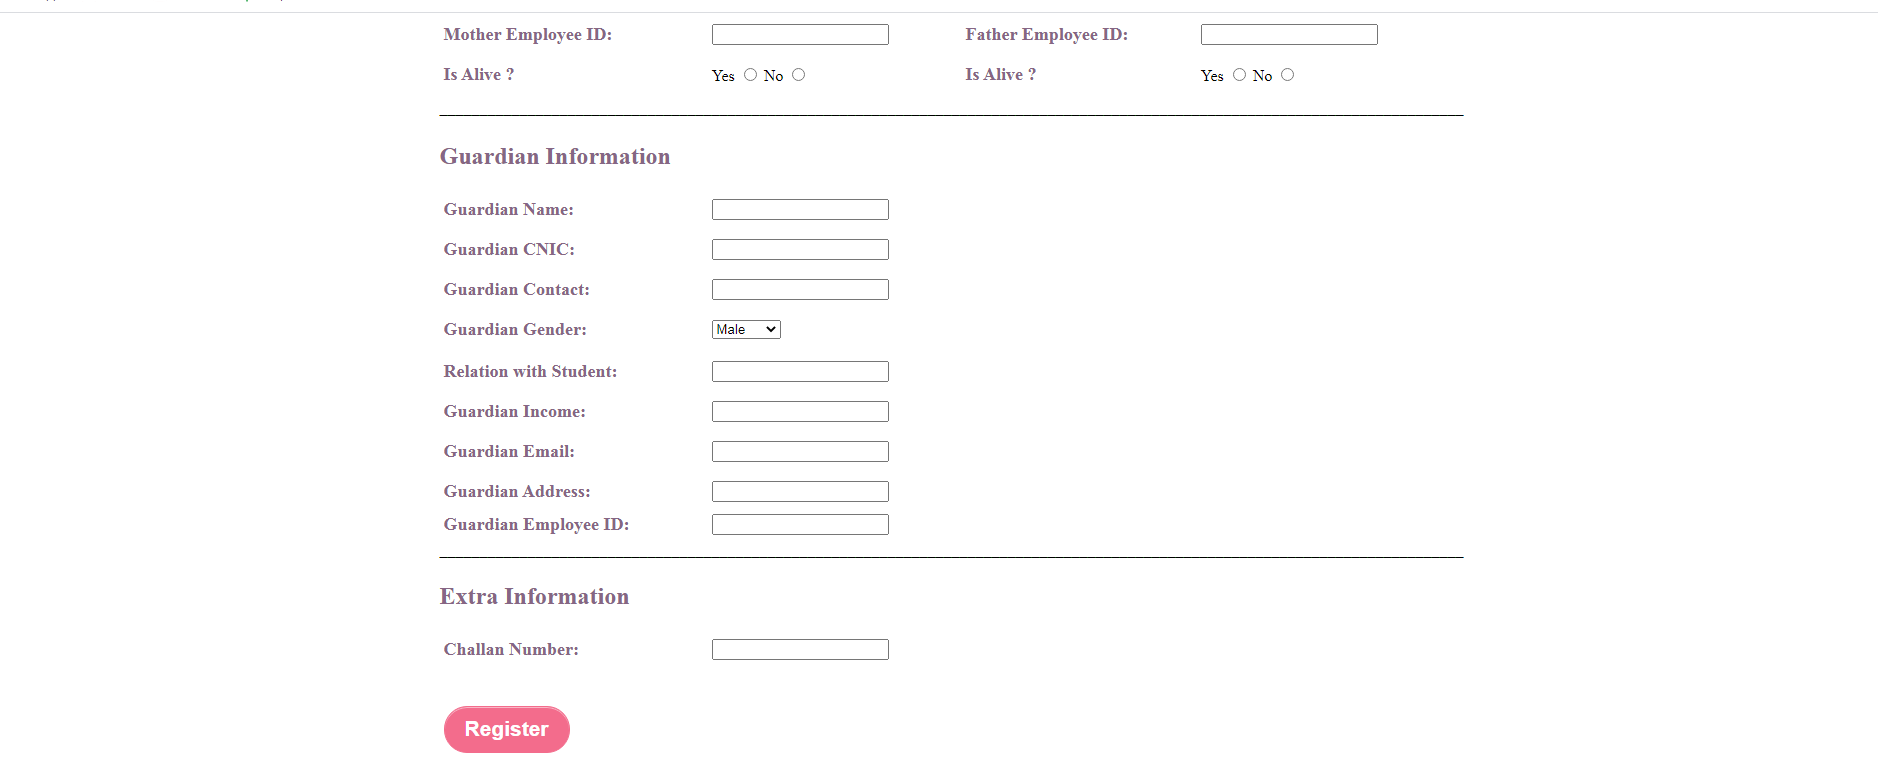 Mother Employee ID: Father Employee ID:
Is Alive ? Yes No Is Alive ? Yes No
Guardian Information
Guardian Name:
Guardian CNIC:
Guardian Contact:
Guardian Gender: Male
Relation with Student:
Guardian Income:
Guardian Email:
Guardian Address:
Guardian Employee ID:
Extra Information
Challan Number:
Register